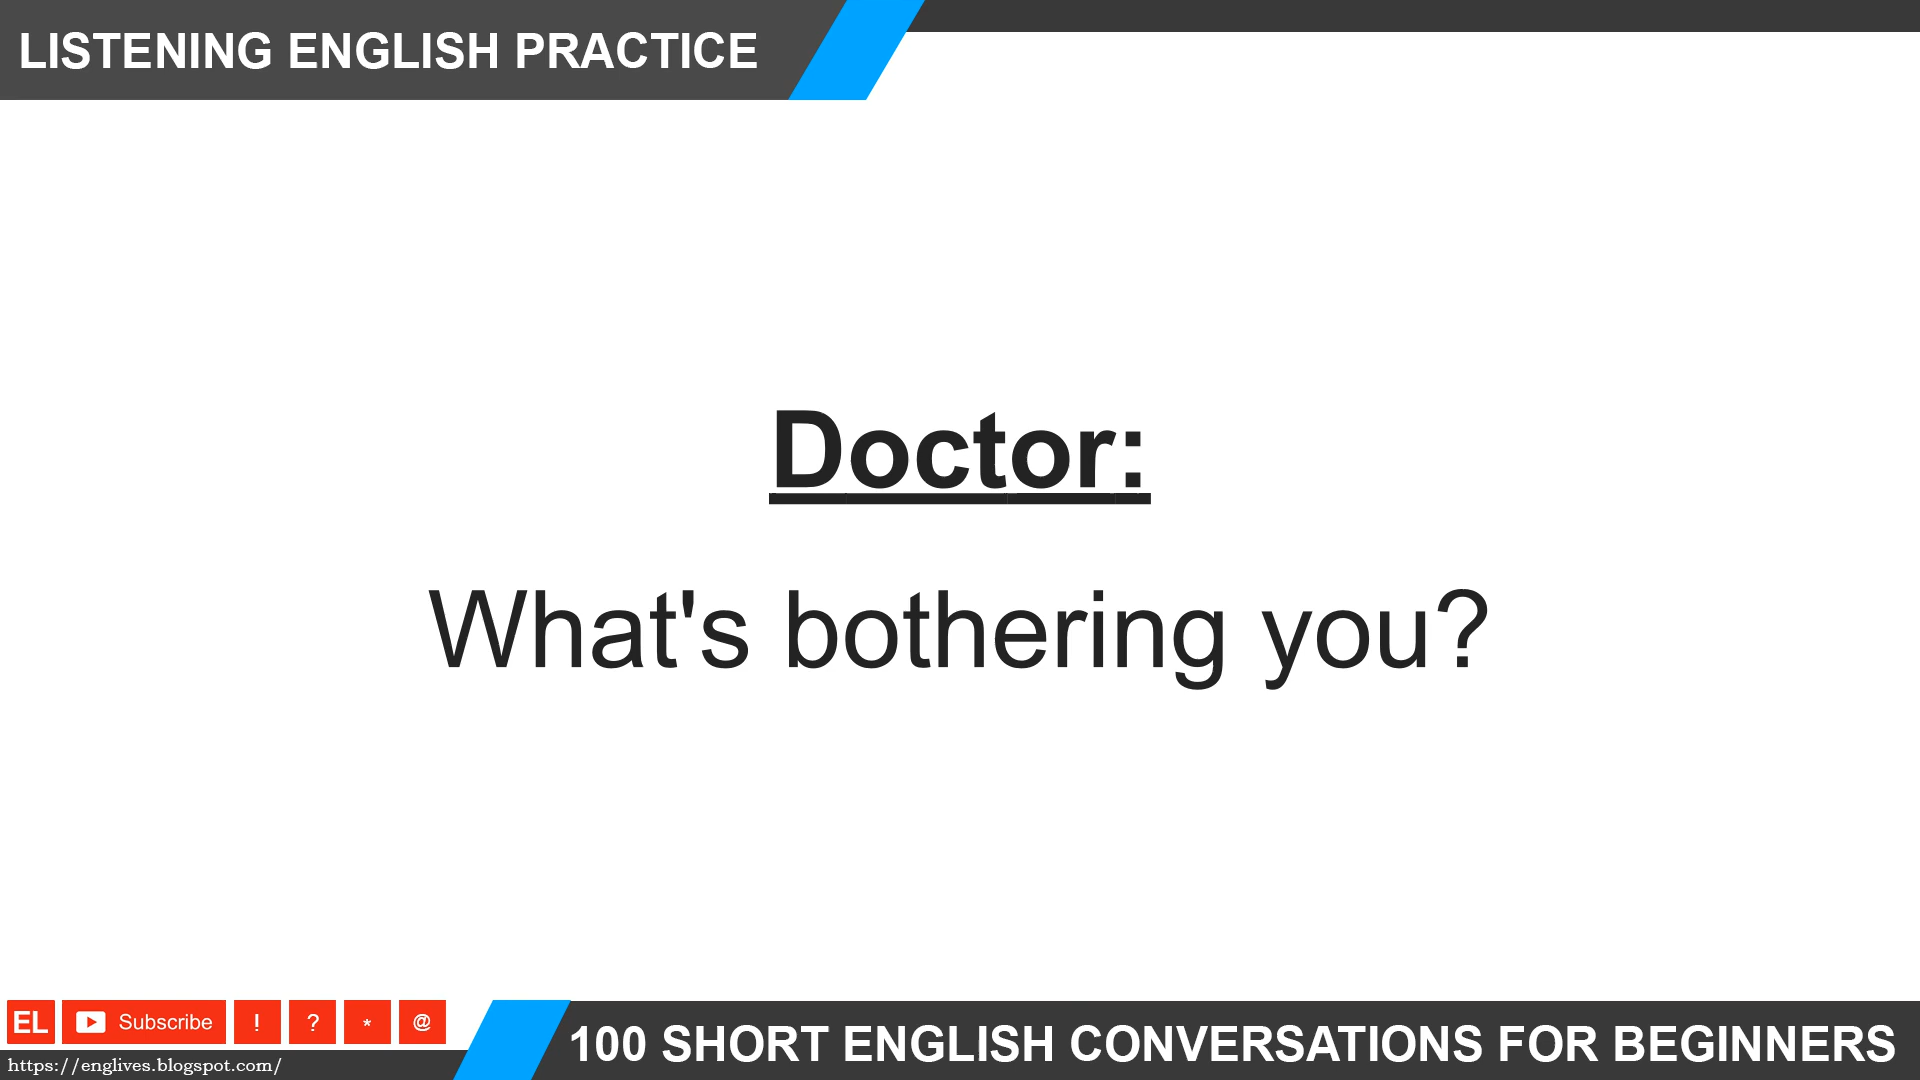 LISTENING ENGLISH PRACTICE
Doctor:
What's bothering you?
EL Subscribe ! ? * @
https://englives.blogspot.com/
100 SHORT ENGLISH CONVERSATIONS FOR BEGINNERS